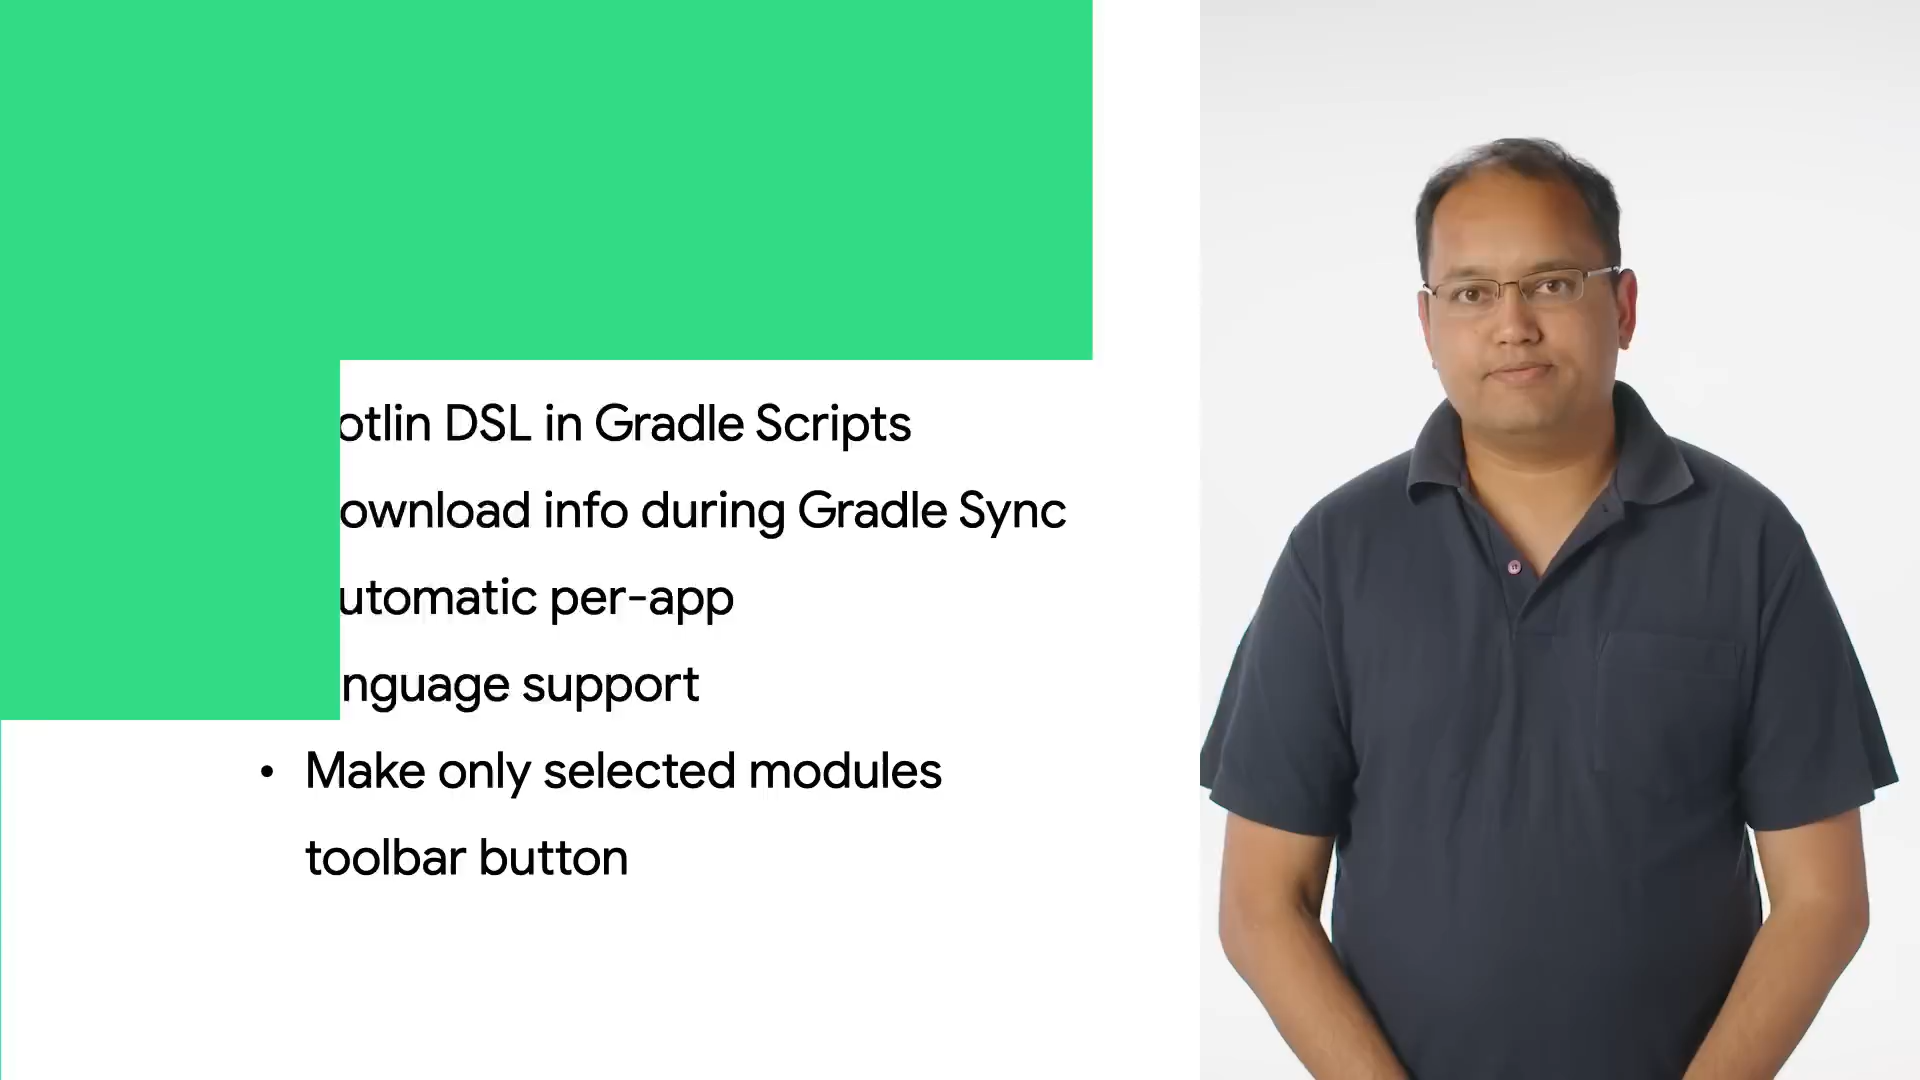 otlin DSL in Gradle Scripts
ownload info during Gradle Sync
utomatic per-app
nguage support
• Make only selected modules
toolbar button